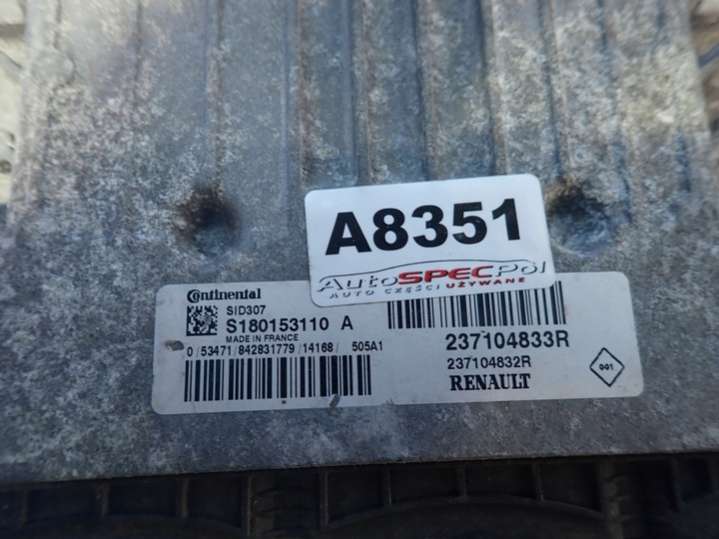 A8351
AutoSPECPol
AUTO CZĘŚCI UŻYWANE
Continental
SID307
S180153110 A
MADE IN FRANCE
0/53471/842831779/14168/ 505A1
237104833R
237104832R
RENAULT
001